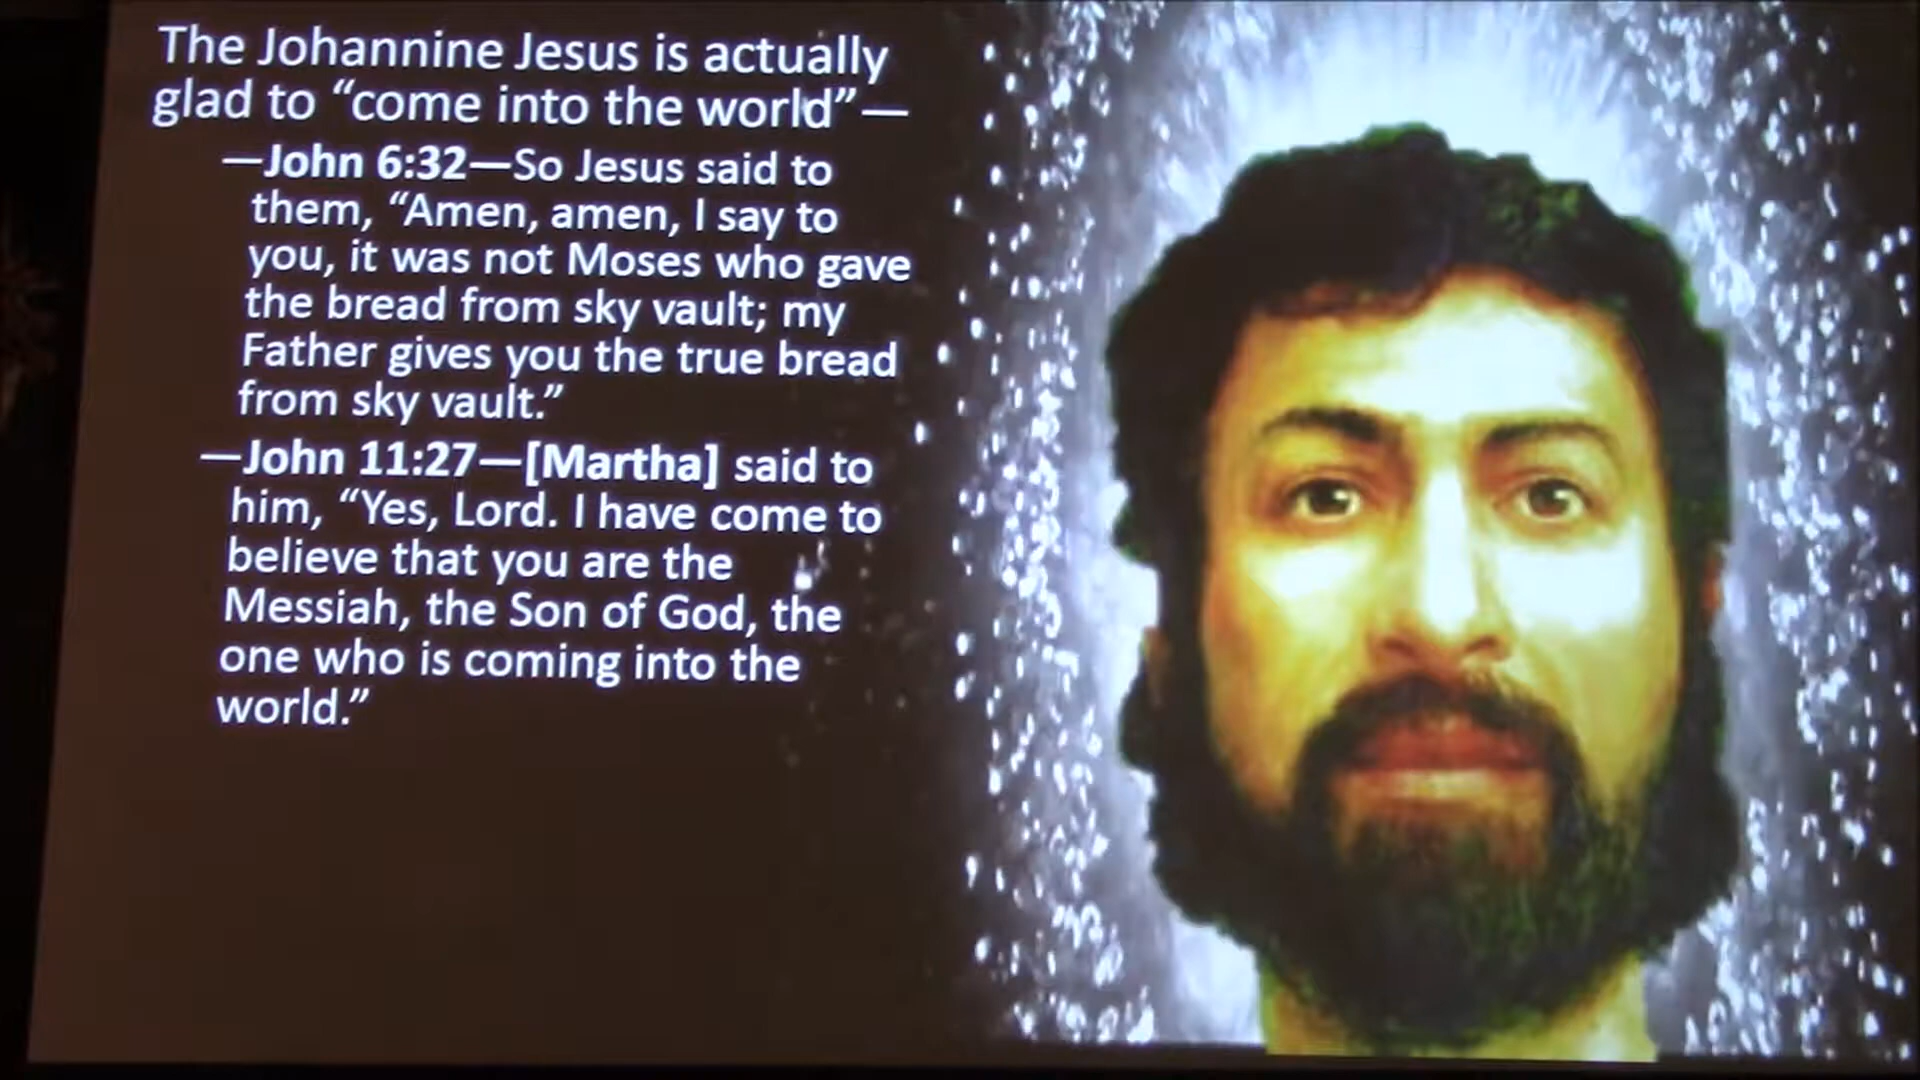 The Johannine Jesus is actually
glad to “come into the world”—
—John 6:32—So Jesus said to
them, “Amen, amen, I say to
you, it was not Moses who gave
the bread from sky vault; my
Father gives you the true bread
from sky vault.”
—John 11:27—[Martha] said to
him, “Yes, Lord. I have come to
believe that you are the
Messiah, the Son of God, the
one who is coming into the
world.”